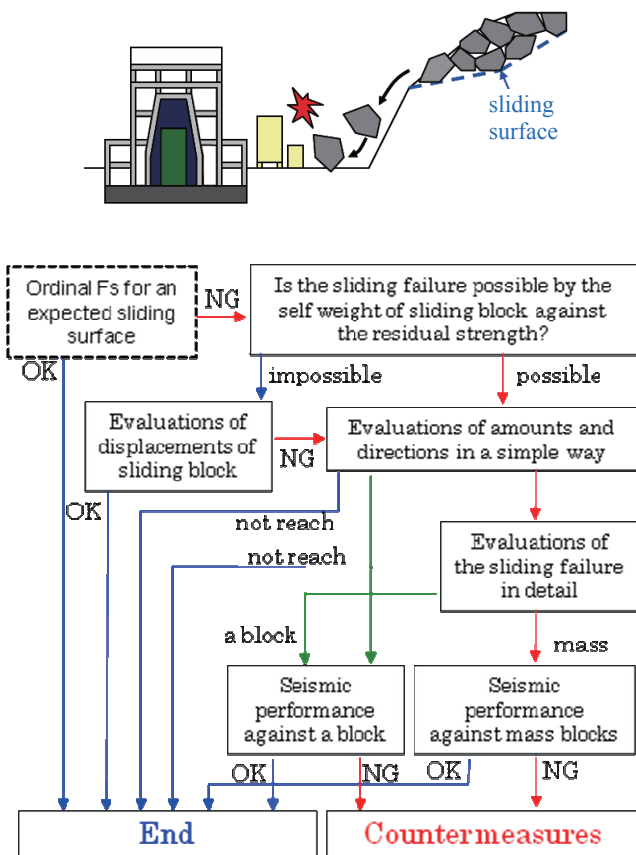 sliding
surface
Ordinal Fs for an
expected sliding
surface
NG
Is the sliding failure possible by the
self weight of sliding block against
the residual strength?
OK
impossible
possible
Evaluations of
displacements of
sliding block
NG
Evaluations of amounts and
directions in a simple way
OK
not reach
not reach
Evaluations of
the sliding failure
in detail
a block
mass
Seismic
performance
against a block
Seismic
performance
against mass blocks
OK
NG
OK
NG
End
Countermeasures